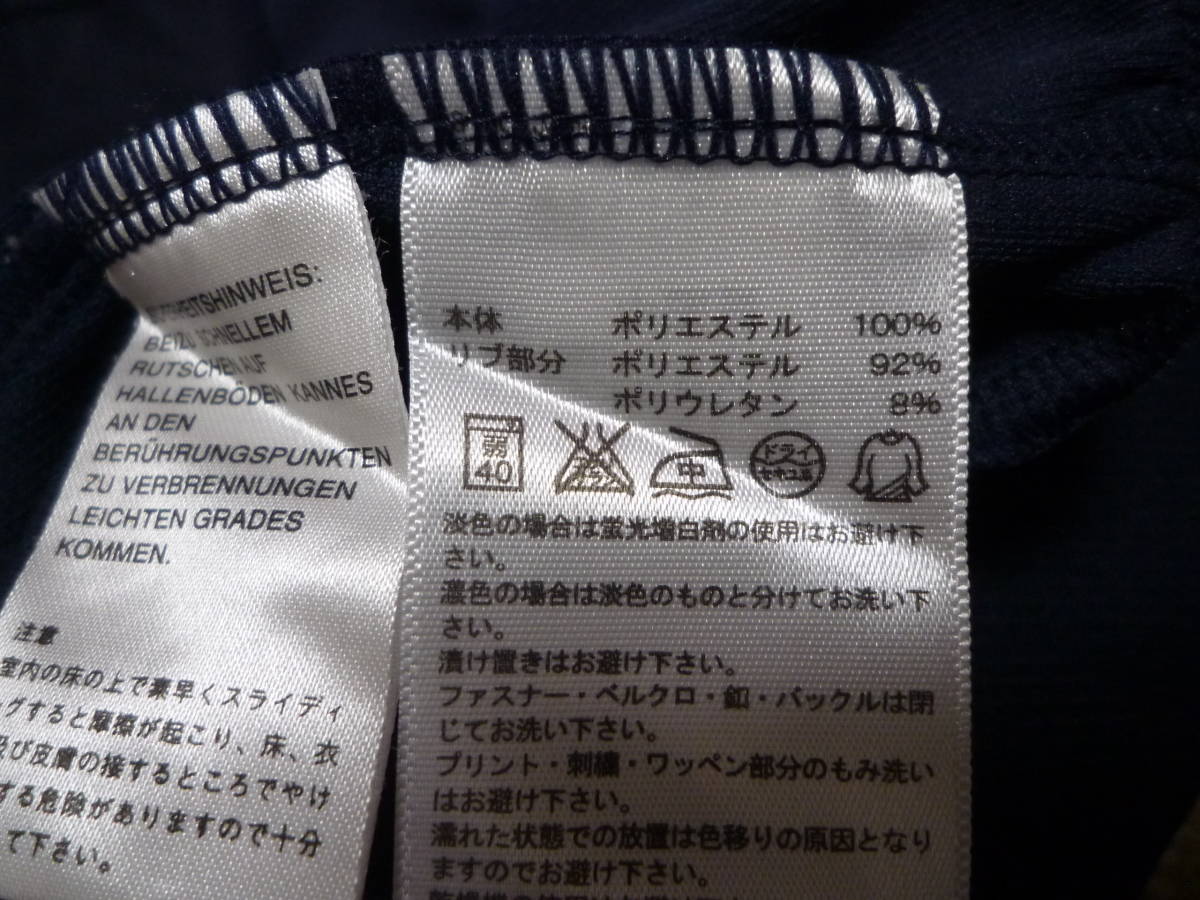 BEI ZU SCHNELLEM
RUTSCHEN AUF
HALLENBÖDEN KANN ES
AN DEN
BERÜHRUNGSPUNKTEN
ZU VERBRENNUNGEN
LEICHTEN GRADES
KOMMEN.
注意
室内の床の上で素早くスライディ
グすると摩擦が起こり、床、衣
及び皮膚の接するところでやけ
する危険がありますので十分
て下さい。
本体 ポリエステル 100%
リブ部分 ポリエステル 92%
ポリウレタン 8%
弱
40
中
ドライ
淡色の場合は蛍光増白剤の使用はお避け下
さい。
濃色の場合は淡色のものと分けてお洗い下
さい。
漬け置きはお避け下さい。
ファスナー・ベルクロ・釦・バックルは閉
じてお洗い下さい。
プリント・刺繍・ワッペン部分のもみ洗い
はお避け下さい。
濡れた状態での放置は色移りの原因となり
ますのでお避け下さい。